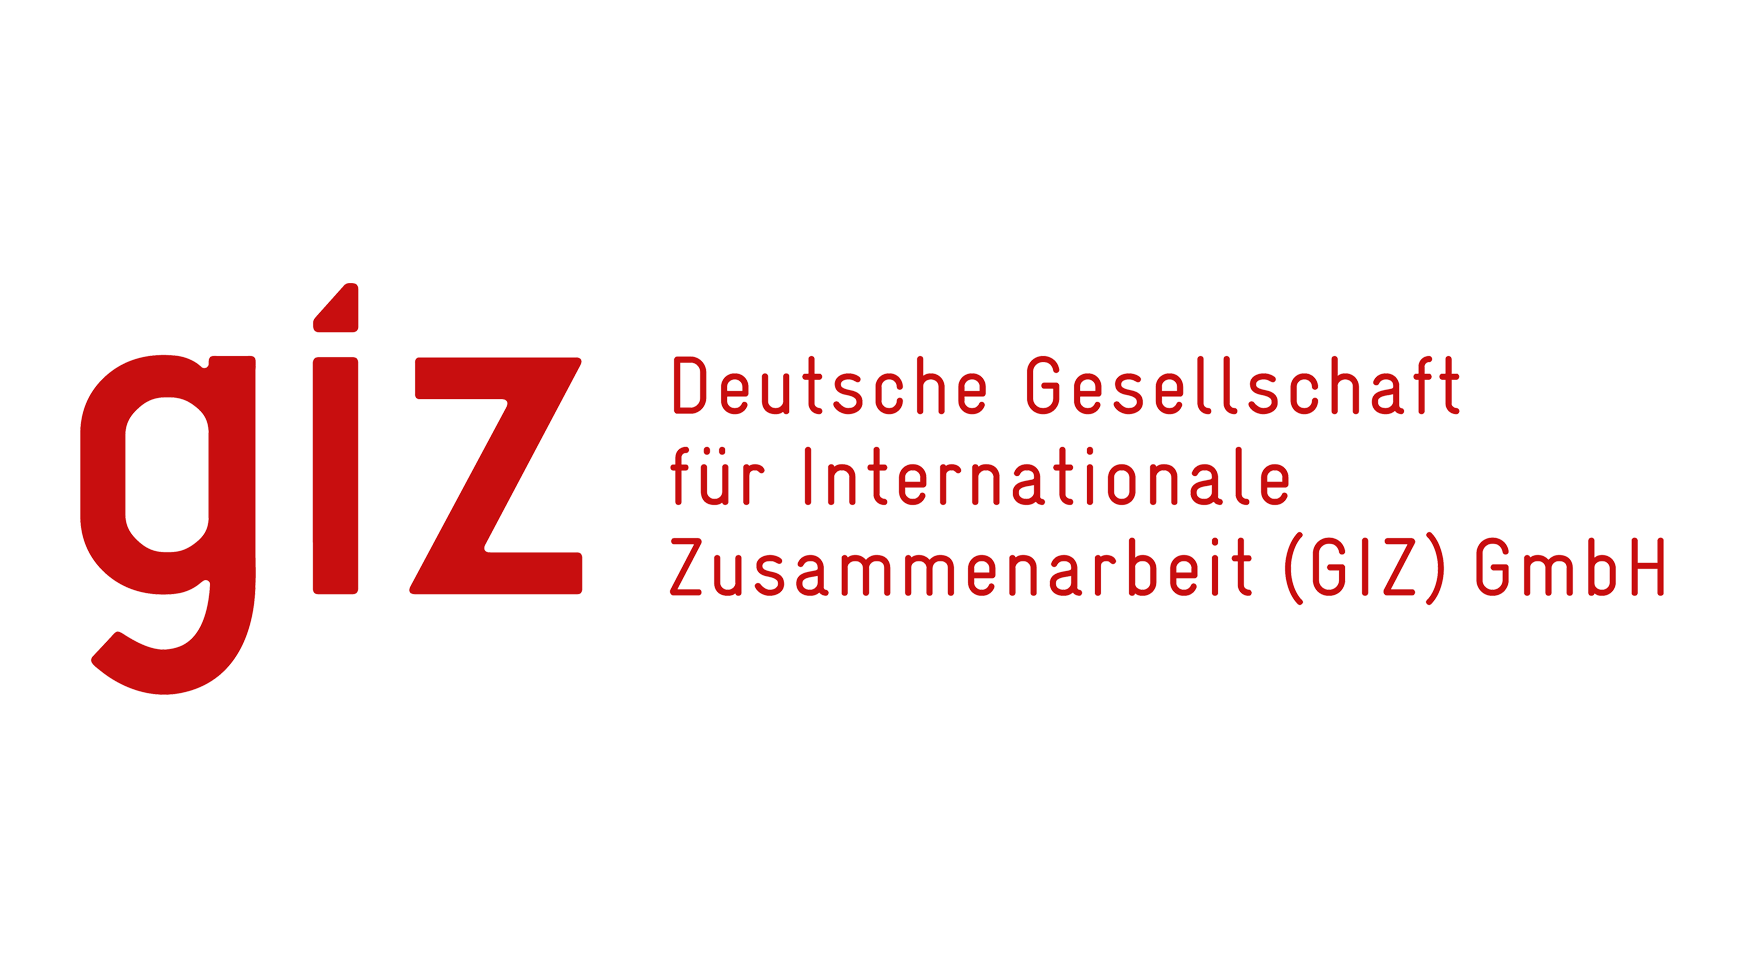 giz
Deutsche Gesellschaft
für Internationale
Zusammenarbeit (GIZ) GmbH